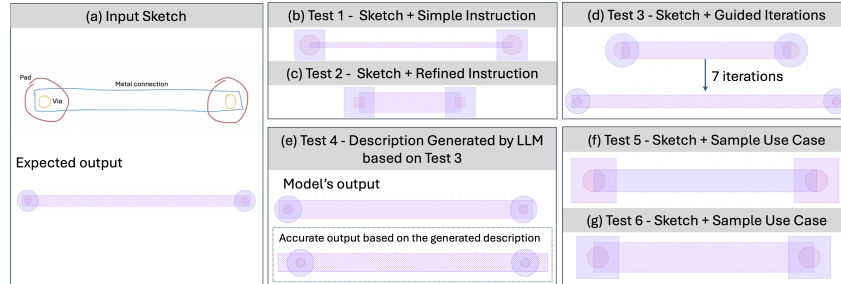 (a) Input Sketch
Pad
Metal connection
Via
Expected output
(b) Test 1 - Sketch + Simple Instruction
(c) Test 2 - Sketch + Refined Instruction
(d) Test 3 - Sketch + Guided Iterations
7 iterations
(e) Test 4 - Description Generated by LLM
based on Test 3
Model's output
Accurate output based on the generated description
(f) Test 5 - Sketch + Sample Use Case
(g) Test 6 - Sketch + Sample Use Case